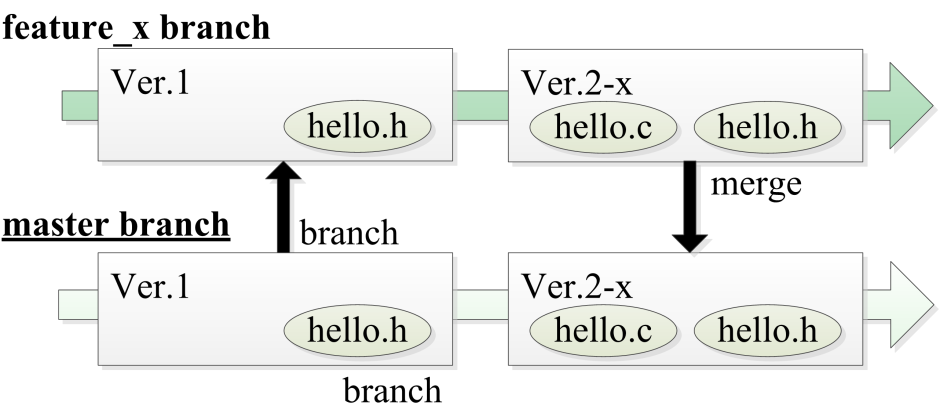 feature_x branch
Ver.1
hello.h
Ver.2-x
hello.c
hello.h
merge
master branch
branch
Ver.1
hello.h
Ver.2-x
hello.c
hello.h
branch